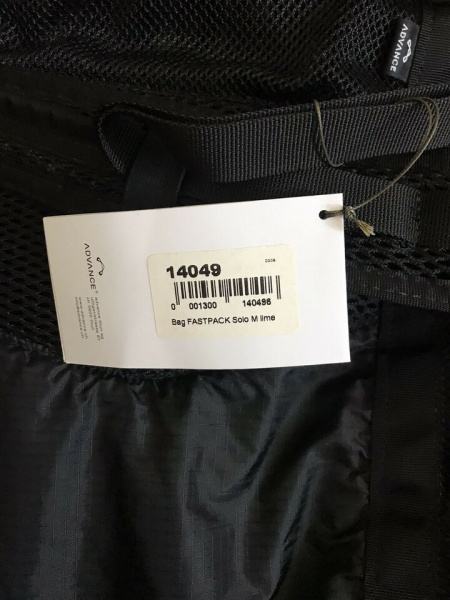 ADVANCE
ADVANCE
14049
0 001300 140496
Bag FASTPACK Solo M lime